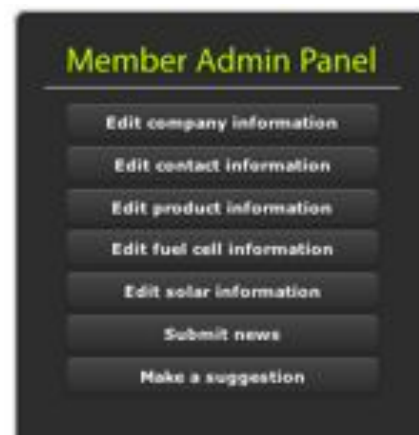 Member Admin Panel
Edit company information
Edit contact information
Edit product information
Edit fuel cell information
Edit solar information
Submit news
Make a suggestion